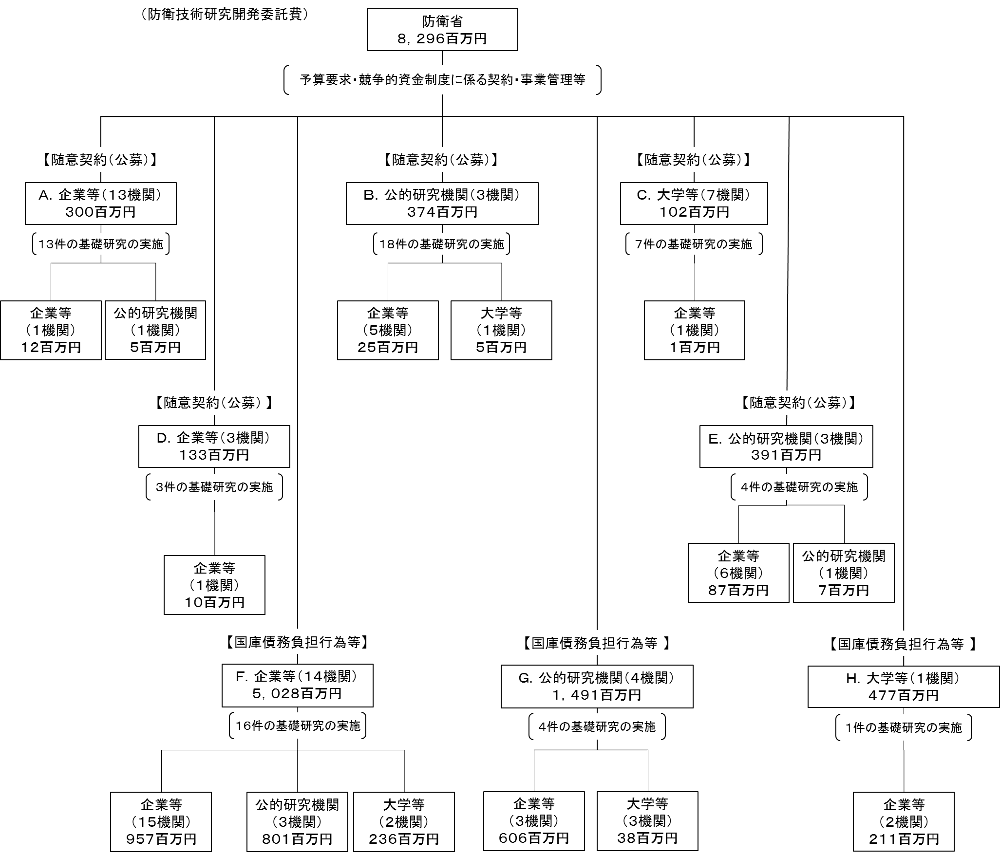 （防衛技術研究開発委託費）
防衛省
８，２９６百万円
予算要求・競争的資金制度に係る契約・事業管理等
【随意契約（公募）】
Ａ．企業等（１３機関）
３００百万円
１３件の基礎研究の実施
企業等
（１機関）
１２百万円
公的研究機関
（１機関）
５百万円
【随意契約（公募）】
Ｂ．公的研究機関（３機関）
３７４百万円
１８件の基礎研究の実施
企業等
（５機関）
２５百万円
大学等
（１機関）
５百万円
【随意契約（公募）】
Ｃ．大学等（７機関）
１０２百万円
７件の基礎研究の実施
企業等
（１機関）
１百万円
【随意契約（公募） 】
Ｄ．企業等（３機関）
１３３百万円
３件の基礎研究の実施
企業等
（１機関）
１０百万円
【随意契約（公募）】
Ｅ．公的研究機関（３機関）
３９１百万円
４件の基礎研究の実施
企業等
（６機関）
８７百万円
公的研究機関
（１機関）
７百万円
【国庫債務負担行為等】
Ｆ．企業等（１４機関）
５，０２８百万円
１６件の基礎研究の実施
企業等
（１５機関）
９５７百万円
公的研究機関
（３機関）
８０１百万円
大学等
（２機関）
２３６百万円
【国庫債務負担行為等 】
Ｇ．公的研究機関（４機関）
１，４９１百万円
４件の基礎研究の実施
企業等
（３機関）
６０６百万円
大学等
（３機関）
３８百万円
【国庫債務負担行為等 】
Ｈ．大学等（１機関）
４７７百万円
１件の基礎研究の実施
企業等
（２機関）
２１１百万円